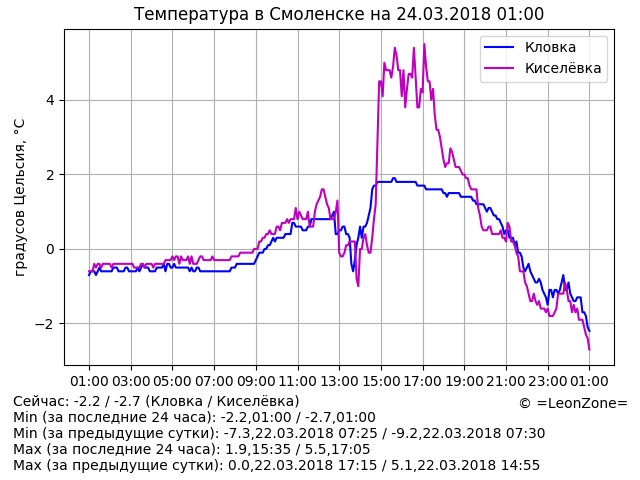 Температура в Смоленске на 24.03.2018 01:00
Кловка
Киселёвка
градусов Цельсия, °C
4
2
0
−2
01:00 03:00 05:00 07:00 09:00 11:00 13:00 15:00 17:00 19:00 21:00 23:00 01:00
Сейчас: -2.2 / -2.7 (Кловка / Киселёвка)
© =LeonZone=
Min (за последние 24 часа): -2.2,01:00 / -2.7,01:00
Min (за предыдущие сутки): -7.3,22.03.2018 07:25 / -9.2,22.03.2018 07:30
Max (за последние 24 часа): 1.9,15:35 / 5.5,17:05
Max (за предыдущие сутки): 0.0,22.03.2018 17:15 / 5.1,22.03.2018 14:55